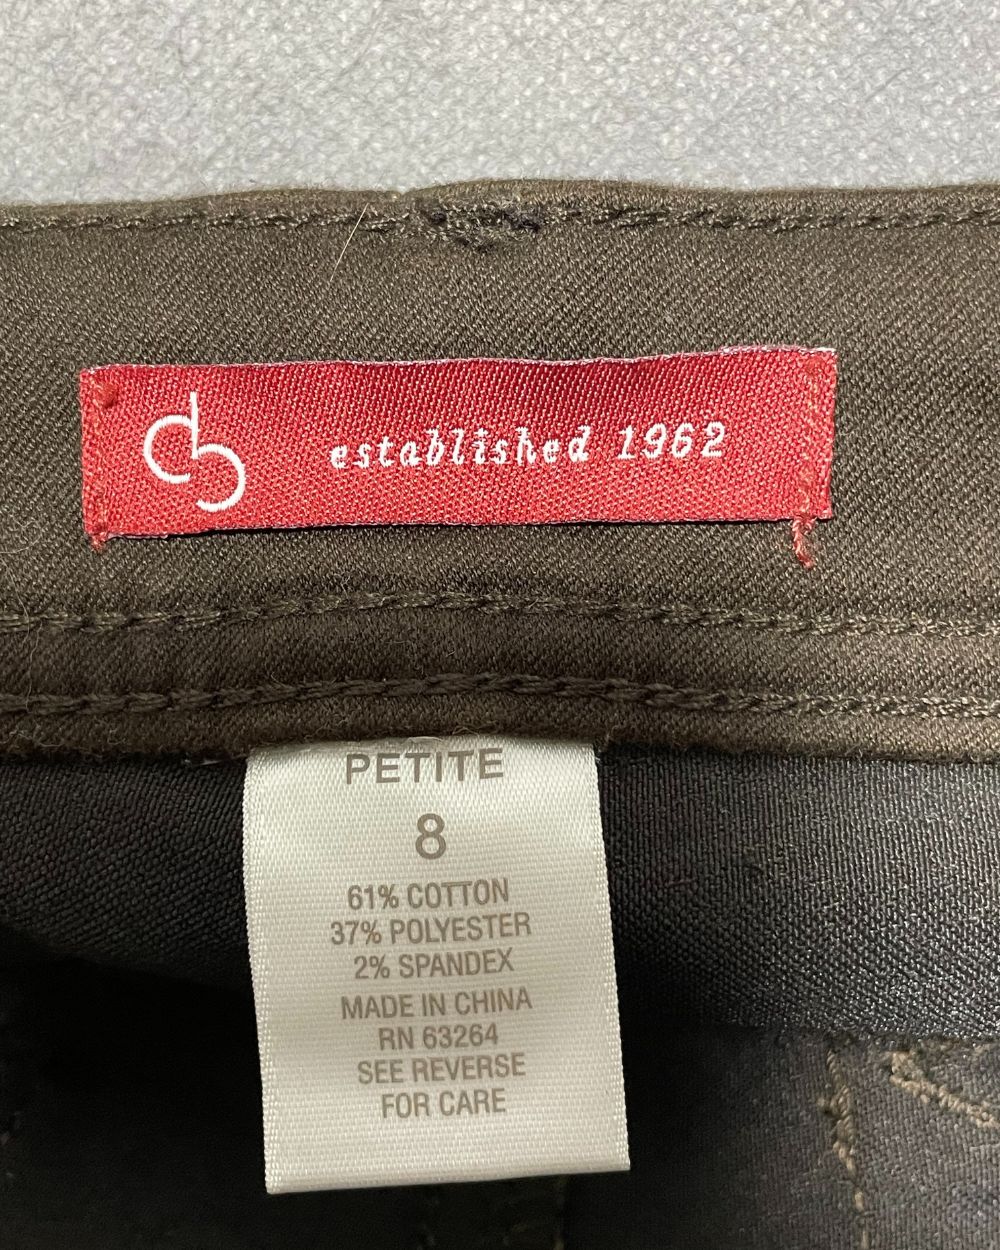 db established 1962
PETITE
8
61% COTTON
37% POLYESTER
2% SPANDEX
MADE IN CHINA
RN 63264
SEE REVERSE
FOR CARE